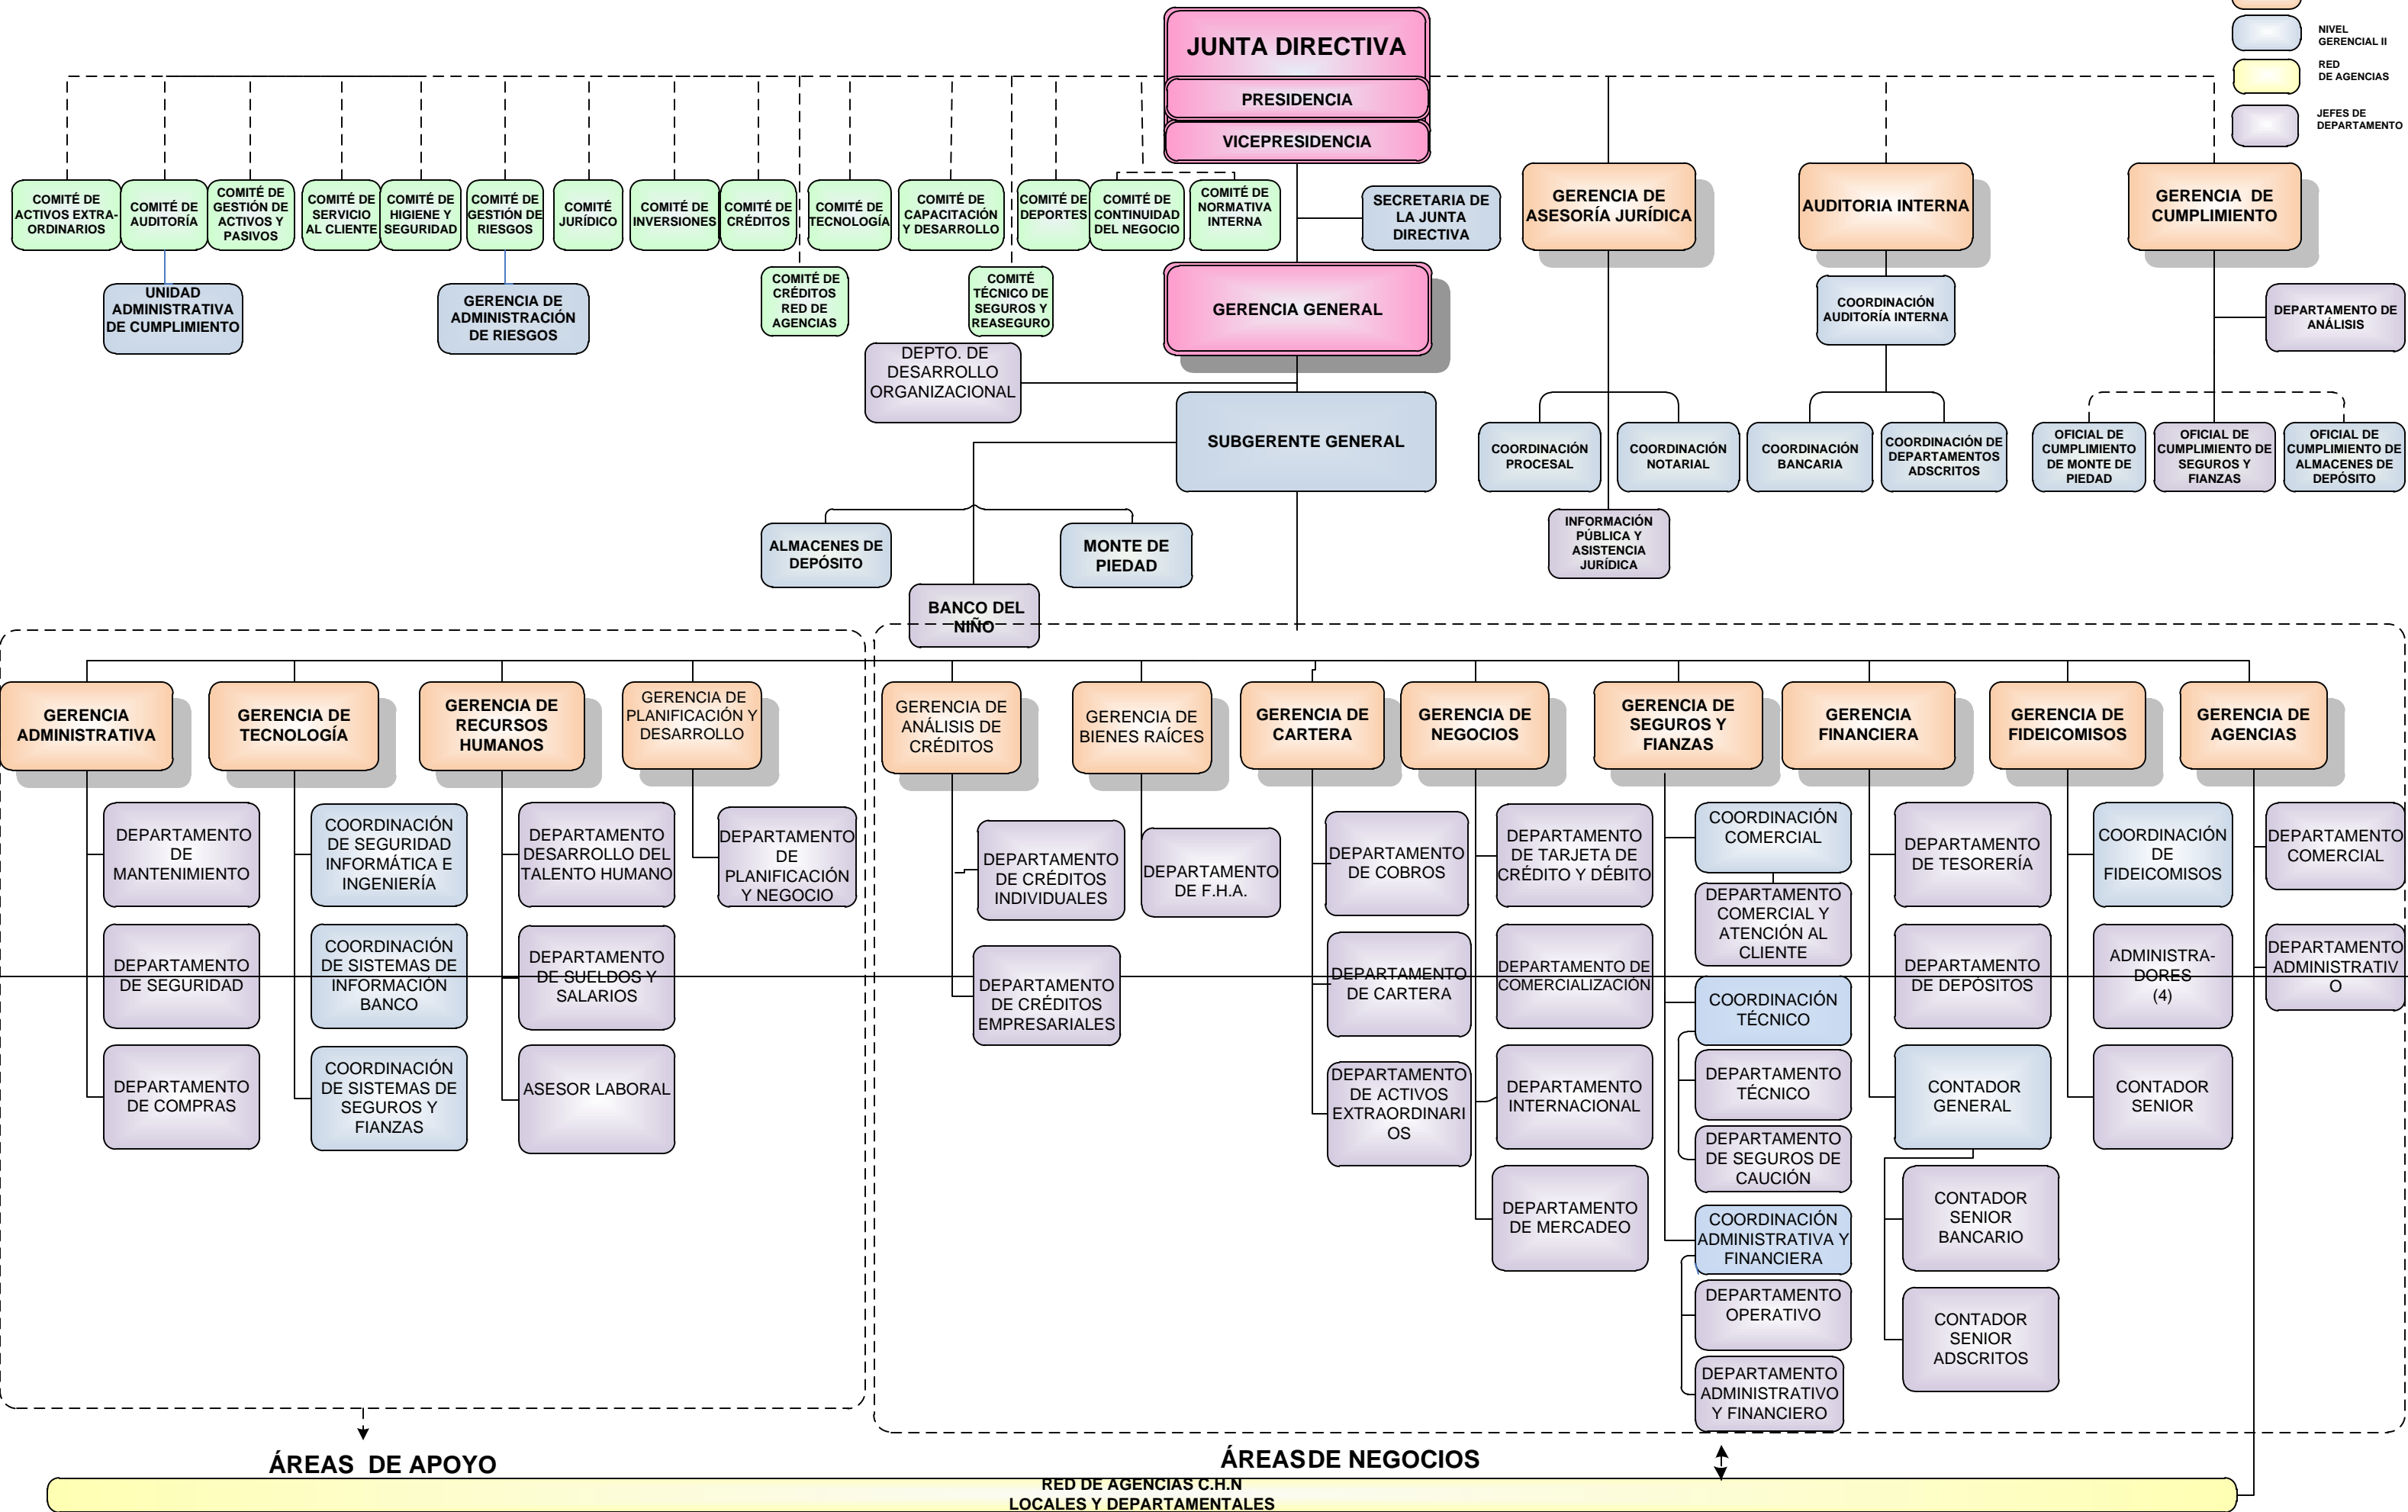 JUNTA DIRECTIVA
PRESIDENCIA
VICEPRESIDENCIA
NIVEL
GERENCIAL II
RED
DE AGENCIAS
JEFES DE
DEPARTAMENTO
COMITÉ DE
ACTIVOS EXTRA-
ORDINARIOS
COMITÉ DE
AUDITORÍA
COMITÉ DE
GESTIÓN DE
ACTIVOS Y
PASIVOS
COMITÉ DE
SERVICIO
AL CLIENTE
COMITÉ DE
HIGIENE Y
SEGURIDAD
COMITÉ DE
GESTIÓN DE
RIESGOS
COMITÉ
JURÍDICO
COMITÉ DE
INVERSIONES
COMITÉ DE
CRÉDITOS
COMITÉ DE
TECNOLOGÍA
COMITÉ DE
CAPACITACIÓN
Y DESARROLLO
COMITÉ DE
DEPORTES
COMITÉ DE
CONTINUIDAD
DEL NEGOCIO
COMITÉ DE
NORMATIVA
INTERNA
SECRETARIA DE
LA JUNTA
DIRECTIVA
GERENCIA DE
ASESORÍA JURÍDICA
AUDITORIA INTERNA
GERENCIA DE
CUMPLIMIENTO
UNIDAD
ADMINISTRATIVA
DE CUMPLIMIENTO
GERENCIA DE
ADMINISTRACIÓN
DE RIESGOS
COMITÉ DE
CRÉDITOS
RED DE
AGENCIAS
COMITÉ
TÉCNICO DE
SEGUROS Y
REASEGURO
GERENCIA GENERAL
COORDINACIÓN
AUDITORÍA INTERNA
DEPARTAMENTO DE
ANÁLISIS
DEPTO. DE
DESARROLLO
ORGANIZACIONAL
SUBGERENTE GENERAL
COORDINACIÓN
PROCESAL
COORDINACIÓN
NOTARIAL
COORDINACIÓN
BANCARIA
COORDINACIÓN DE
DEPARTAMENTOS
ADSCRITOS
OFICIAL DE
CUMPLIMIENTO
DE MONTE DE
PIEDAD
OFICIAL DE
CUMPLIMIENTO DE
SEGUROS Y
FIANZAS
OFICIAL DE
CUMPLIMIENTO DE
ALMACENES DE
DEPÓSITO
INFORMACIÓN
PÚBLICA Y
ASISTENCIA
JURÍDICA
ALMACENES DE
DEPÓSITO
MONTE DE
PIEDAD
BANCO DEL
NIÑO
GERENCIA
ADMINISTRATIVA
GERENCIA DE
TECNOLOGÍA
GERENCIA DE
RECURSOS
HUMANOS
GERENCIA DE
PLANIFICACIÓN Y
DESARROLLO
GERENCIA DE
ANÁLISIS DE
CRÉDITOS
GERENCIA DE
BIENES RAÍCES
GERENCIA DE
CARTERA
GERENCIA DE
NEGOCIOS
GERENCIA DE
SEGUROS Y
FIANZAS
GERENCIA
FINANCIERA
GERENCIA DE
FIDEICOMISOS
GERENCIA DE
AGENCIAS
DEPARTAMENTO
DE
MANTENIMIENTO
DEPARTAMENTO
DE SEGURIDAD
DEPARTAMENTO
DE COMPRAS
COORDINACIÓN
DE SEGURIDAD
INFORMÁTICA E
INGENIERÍA
COORDINACIÓN
DE SISTEMAS DE
INFORMACIÓN
BANCO
COORDINACIÓN
DE SISTEMAS DE
SEGUROS Y
FIANZAS
DEPARTAMENTO
DESARROLLO DEL
TALENTO HUMANO
DEPARTAMENTO
DE SUELDOS Y
SALARIOS
ASESOR LABORAL
DEPARTAMENTO
DE
PLANIFICACIÓN
Y NEGOCIO
DEPARTAMENTO
DE CRÉDITOS
INDIVIDUALES
DEPARTAMENTO
DE CRÉDITOS
EMPRESARIALES
DEPARTAMENTO
DE F.H.A.
DEPARTAMENTO
DE COBROS
DEPARTAMENTO
DE CARTERA
DEPARTAMENTO
DE ACTIVOS
EXTRAORDINARI
OS
DEPARTAMENTO
DE TARJETA DE
CRÉDITO Y DÉBITO
DEPARTAMENTO DE
COMERCIALIZACIÓN
DEPARTAMENTO
INTERNACIONAL
DEPARTAMENTO
DE MERCADEO
COORDINACIÓN
COMERCIAL
DEPARTAMENTO
COMERCIAL Y
ATENCIÓN AL
CLIENTE
COORDINACIÓN
TÉCNICO
DEPARTAMENTO
TÉCNICO
DEPARTAMENTO
DE SEGUROS DE
CAUCIÓN
COORDINACIÓN
ADMINISTRATIVA Y
FINANCIERA
DEPARTAMENTO
OPERATIVO
DEPARTAMENTO
ADMINISTRATIVO
Y FINANCIERO
DEPARTAMENTO
DE TESORERÍA
DEPARTAMENTO
DE DEPÓSITOS
CONTADOR
GENERAL
CONTADOR
SENIOR
BANCARIO
CONTADOR
SENIOR
ADSCRITOS
COORDINACIÓN
DE
FIDEICOMISOS
ADMINISTRA-
DORES
(4)
CONTADOR
SENIOR
DEPARTAMENTO
COMERCIAL
DEPARTAMENTO
ADMINISTRATIV
O
ÁREAS DE APOYO
ÁREAS DE NEGOCIOS
RED DE AGENCIAS C.H.N
LOCALES Y DEPARTAMENTALES